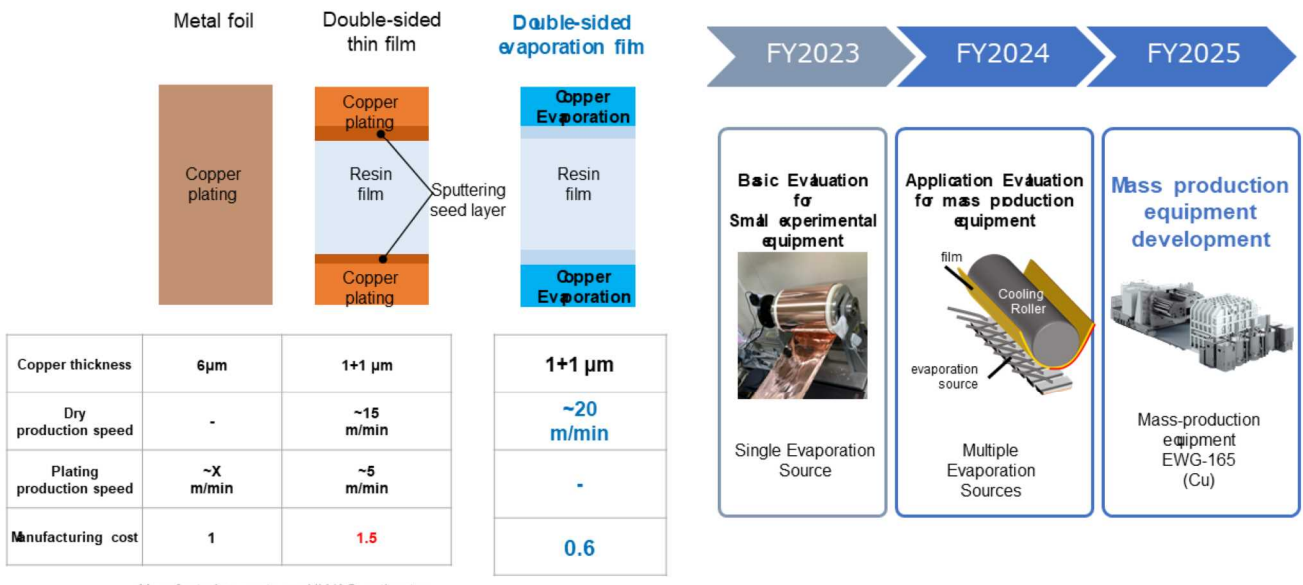 Metal foil
Double-sided
thin film
Double-sided
evaporation film
Copper
plating
Copper
plating
Resin
film
Copper
plating
Sputtering
seed layer
Copper
Evaporation
Resin
film
Copper
Evaporation
Copper thickness 6μm 1+1 μm 1+1 μm
Dry
production speed - ~15
m/min ~20
m/min
Plating
production speed ~X
m/min ~5
m/min -
Manufacturing cost 1 1.5 0.6
FY2023
FY2024
FY2025
Basic Evaluation
for
Small experimental
equipment
Single Evaporation
Source
Application Evaluation
for mass production
equipment
film
Cooling
Roller
evaporation
source
Multiple
Evaporation
Sources
Mass production
equipment
development
Mass-production
equipment
EWG-165
(Cu)